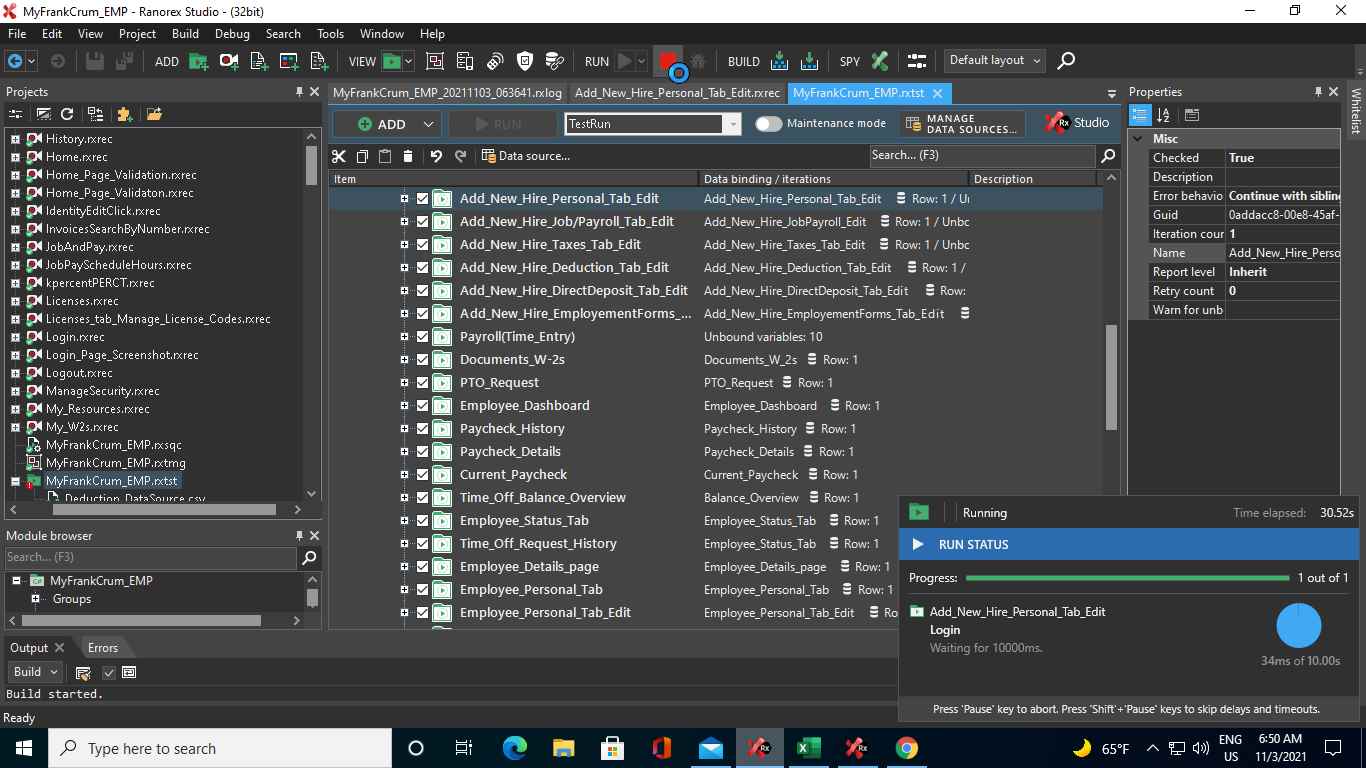 MyFrankCrum_EMP - Ranorex Studio - (32bit)
File Edit View Project Build Debug Search Tools Window Help
ADD VIEW RUN BUILD SPY Default layout
Projects
History.rxrec
Home.rxrec
Home_Page_Validation.rxrec
Home_Page_Validaton.rxrec
IdentityEditClick.rxrec
InvoicesSearchByNumber.rxrec
JobAndPay.rxrec
JobPayScheduleHours.rxrec
kpercentPERCT.rxrec
Licenses.rxrec
Licenses_tab_Manage_License_Codes.rxrec
Login.rxrec
Login_Page_Screenshot.rxrec
Logout.rxrec
ManageSecurity.rxrec
My_Resources.rxrec
My_W2s.rxrec
MyFrankCrum_EMP.rxsqc
MyFrankCrum_EMP.rxtmg
MyFrankCrum_EMP.rxtst
Deduction_DataSource.csv
Module browser
Search... (F3)
MyFrankCrum_EMP
Groups
MyFrankCrum_EMP_20211103_063641.rxlog Add_New_Hire_Personal_Tab_Edit.rxrec MyFrankCrum_EMP.rxtst
ADD RUN TestRun Maintenance mode MANAGE DATA SOURCES... Rx Studio
Data source... Search... (F3)
Item Data binding / iterations Description
Add_New_Hire_Personal_Tab_Edit Add_New_Hire_Personal_Tab_Edit Row: 1 / Un
Add_New_Hire_Job/Payroll_Tab_Edit Add_New_Hire_JobPayroll_Edit Row: 1 / Unbc
Add_New_Hire_Taxes_Tab_Edit Add_New_Hire_Taxes_Tab_Edit Row: 1 / Unbc
Add_New_Hire_Deduction_Tab_Edit Add_New_Hire_Deduction_Tab_Edit Row: 1 /
Add_New_Hire_DirectDeposit_Tab_Edit Add_New_Hire_DirectDeposit_Tab_Edit Row:
Add_New_Hire_EmployementForms_... Add_New_Hire_EmploymentForms_Tab_Edit
Payroll(Time_Entry) Unbound variables: 10
Documents_W-2s Documents_W_2s Row: 1
PTO_Request PTO_Request Row: 1
Employee_Dashboard Employee_Dashboard Row: 1
Paycheck_History Paycheck_History Row: 1
Paycheck_Details Paycheck_Details Row: 1
Current_Paycheck Current_Paycheck Row: 1
Time_Off_Balance_Overview Balance_Overview Row: 1
Employee_Status_Tab Employee_Status_Tab Row: 1
Time_Off_Request_History Employee_Status_Tab Row: 1
Employee_Details_page Employee_Details_page Row: 1
Employee_Personal_Tab Employee_Personal_Tab Row: 1
Employee_Personal_Tab_Edit Employee_Personal_Tab_Edit Ro
Properties
Misc
Checked True
Description
Error behavio Continue with sibling
Guid 0addacc8-00e8-45af-
Iteration cour 1
Name Add_New_Hire_Perso
Report level Inherit
Retry count 0
Warn for unb
Whitelist
Output Errors
Build
Build started.
Ready
Running Time elapsed: 30.52s
RUN STATUS
Progress: 1 out of 1
Add_New_Hire_Personal_Tab_Edit
Login
Waiting for 10000ms.
34ms of 10.00s
Press 'Pause' key to abort. Press 'Shift'+'Pause' keys to skip delays and timeouts.
Type here to search
65°F
ENG
US
6:50 AM
11/3/2021